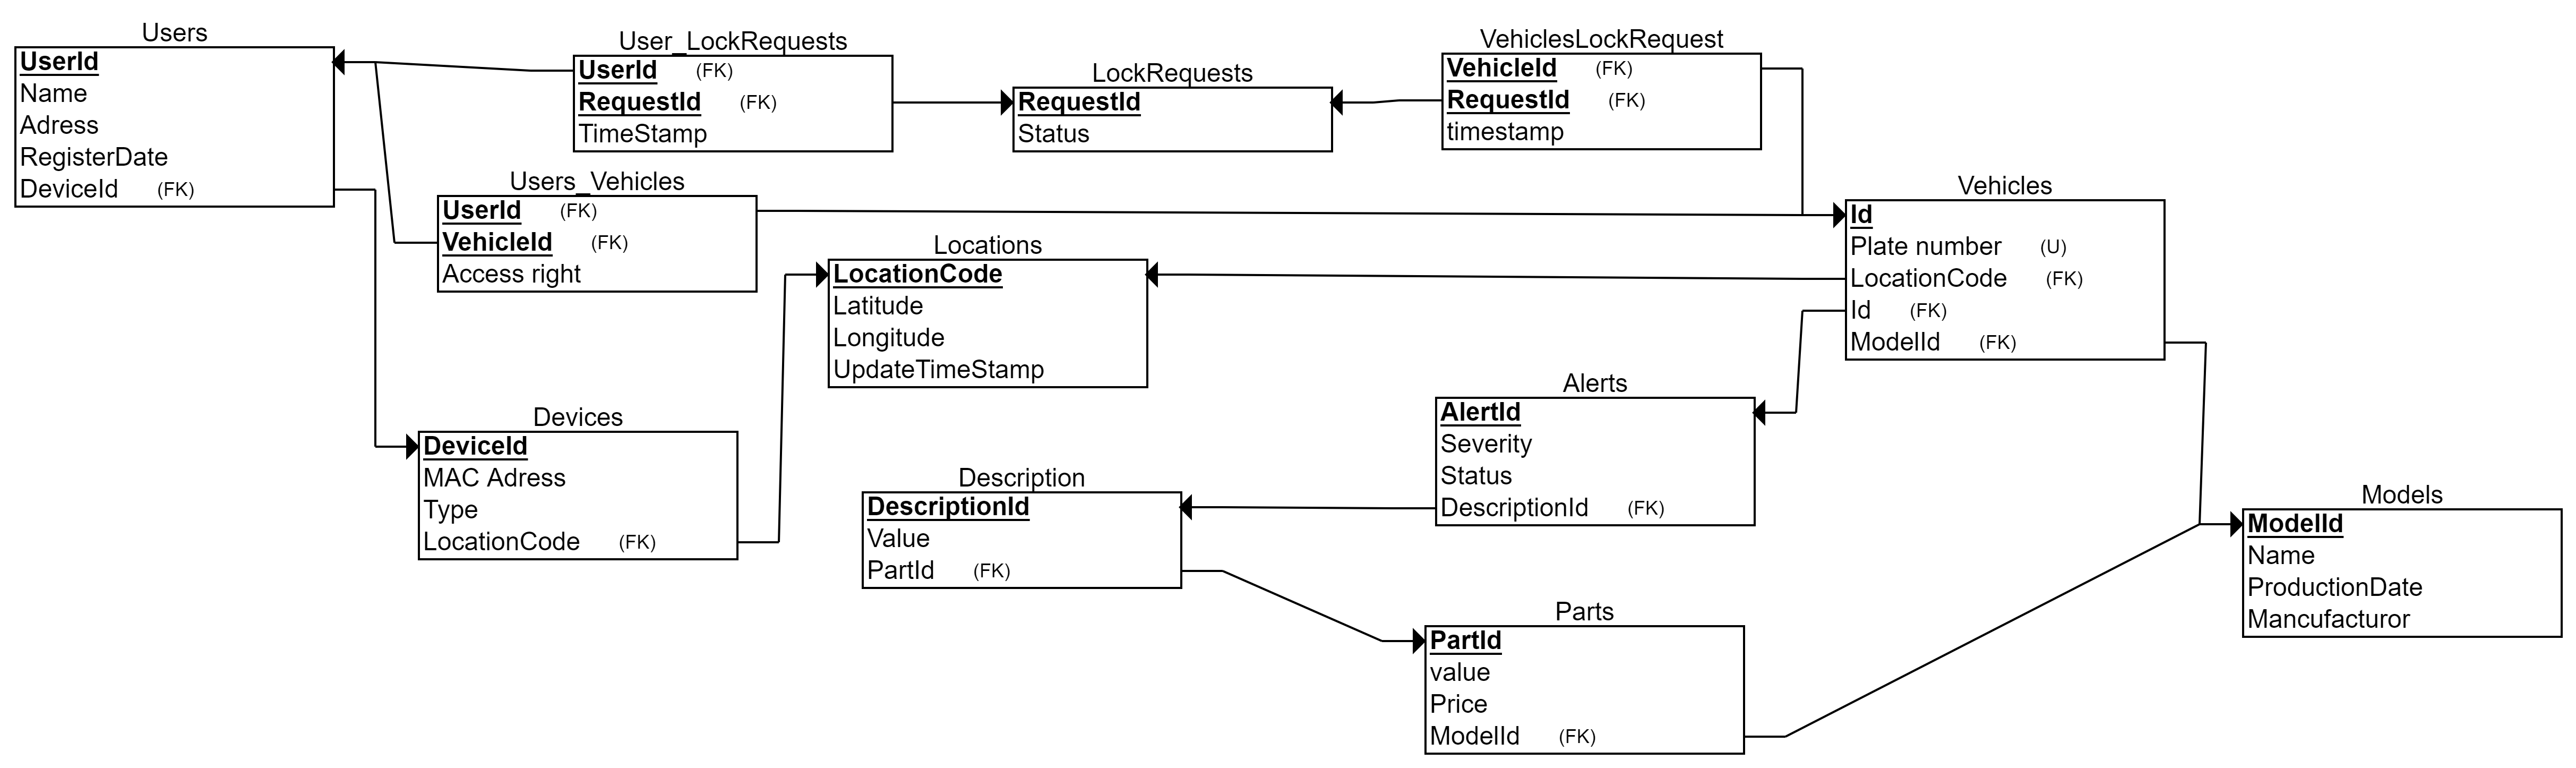 Users
UserId
Name
Adress
RegisterDate
DeviceId (FK)
User_LockRequests
UserId (FK)
RequestId (FK)
TimeStamp
LockRequests
RequestId
Status
VehiclesLockRequest
VehicleId (FK)
RequestId (FK)
timestamp
Users_Vehicles
UserId (FK)
VehicleId (FK)
Access right
Vehicles
Id
Plate number (U)
LocationCode (FK)
Id (FK)
ModelId (FK)
Locations
LocationCode
Latitude
Longitude
UpdateTimeStamp
Alerts
AlertId
Severity
Status
DescriptionId (FK)
Devices
DeviceId
MAC Adress
Type
LocationCode (FK)
Description
DescriptionId
Value
PartId (FK)
Models
ModelId
Name
ProductionDate
Mancufacturor
Parts
PartId
value
Price
ModelId (FK)